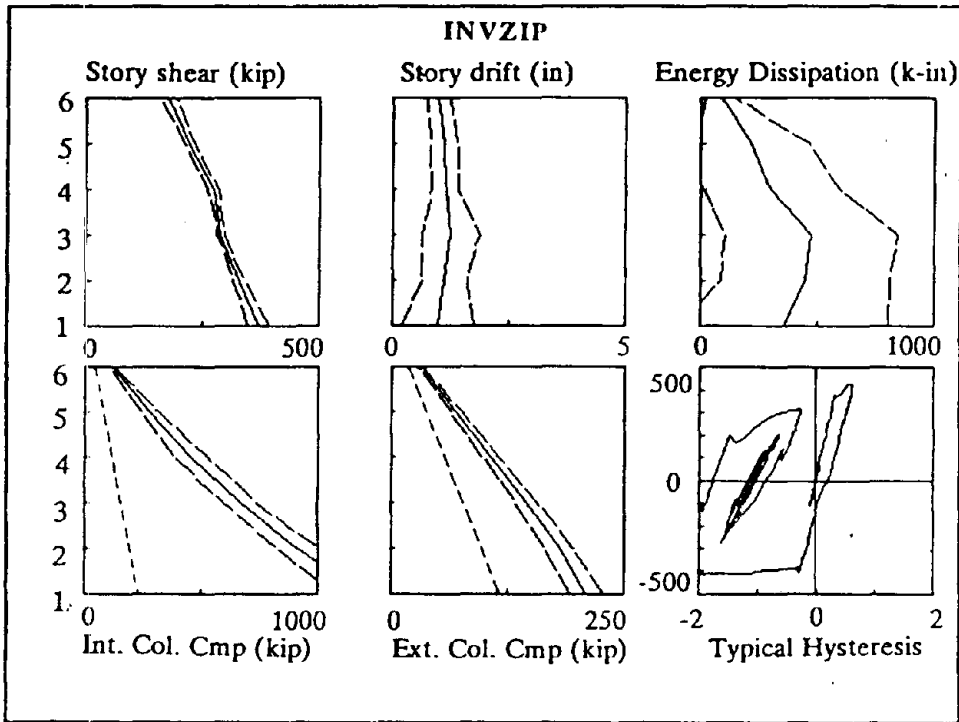 INVZIP
Story shear (kip)
Story drift (in)
Energy Dissipation (k-in)
6
5
4
3
2
1
0 500
0 5
0 1000
6
5
4
3
2
1.
0 1000
Int. Col. Cmp (kip)
0 250
Ext. Col. Cmp (kip)
500
0
-500
-2 0 2
Typical Hysteresis